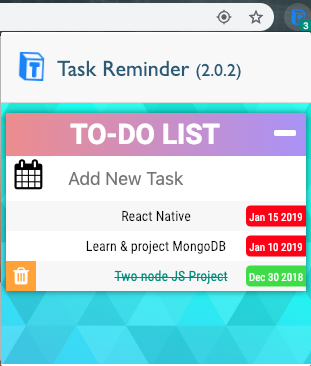 3
T
Task Reminder (2.0.2)
TO-DO LIST
Add New Task
React Native Jan 15 2019
Learn & project MongoDB Jan 10 2019
Two node JS Project Dec 30 2018